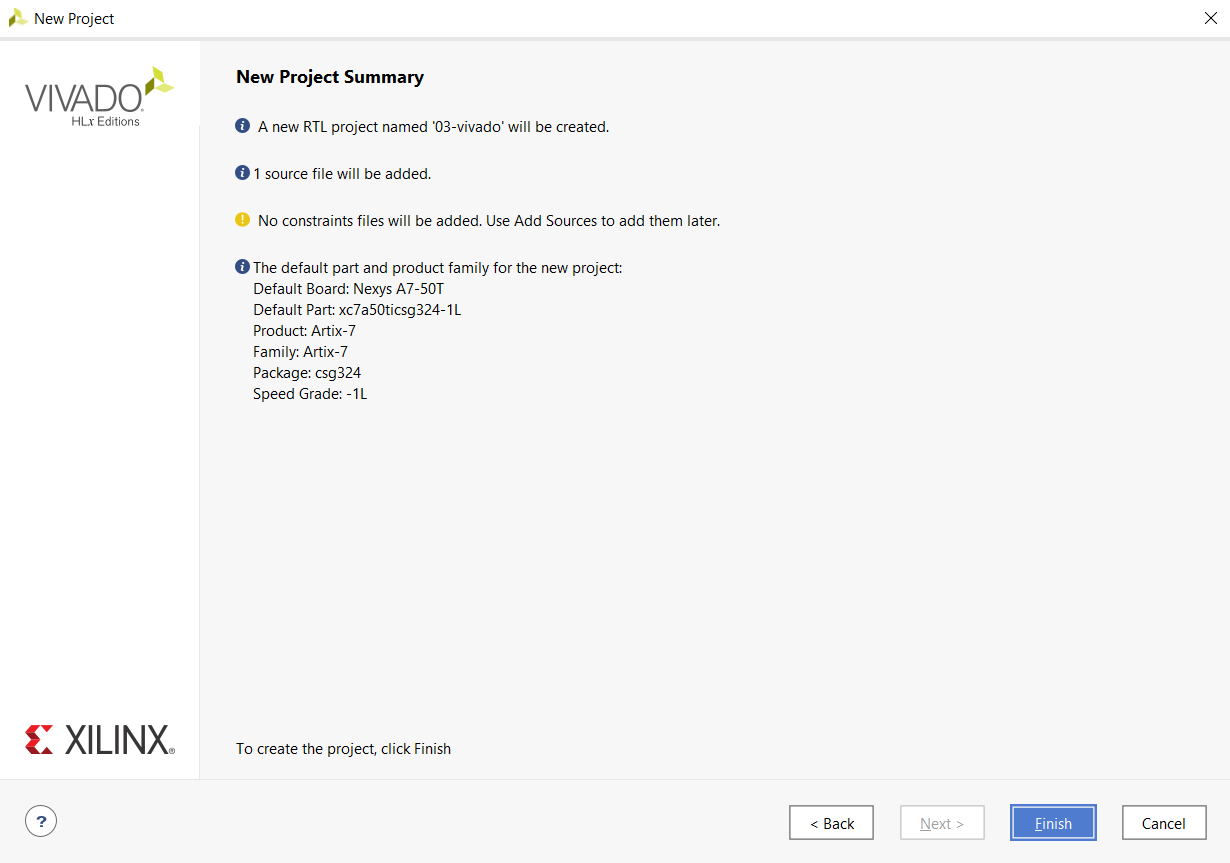 New Project
VIVADO
HLx Editions
New Project Summary
A new RTL project named '03-vivado' will be created.
1 source file will be added.
No constraints files will be added. Use Add Sources to add them later.
The default part and product family for the new project:
Default Board: Nexys A7-50T
Default Part: xc7a50ticsg324-1L
Product: Artix-7
Family: Artix-7
Package: csg324
Speed Grade: -1L
XILINX®
To create the project, click Finish
?
< Back
Next >
Finish
Cancel